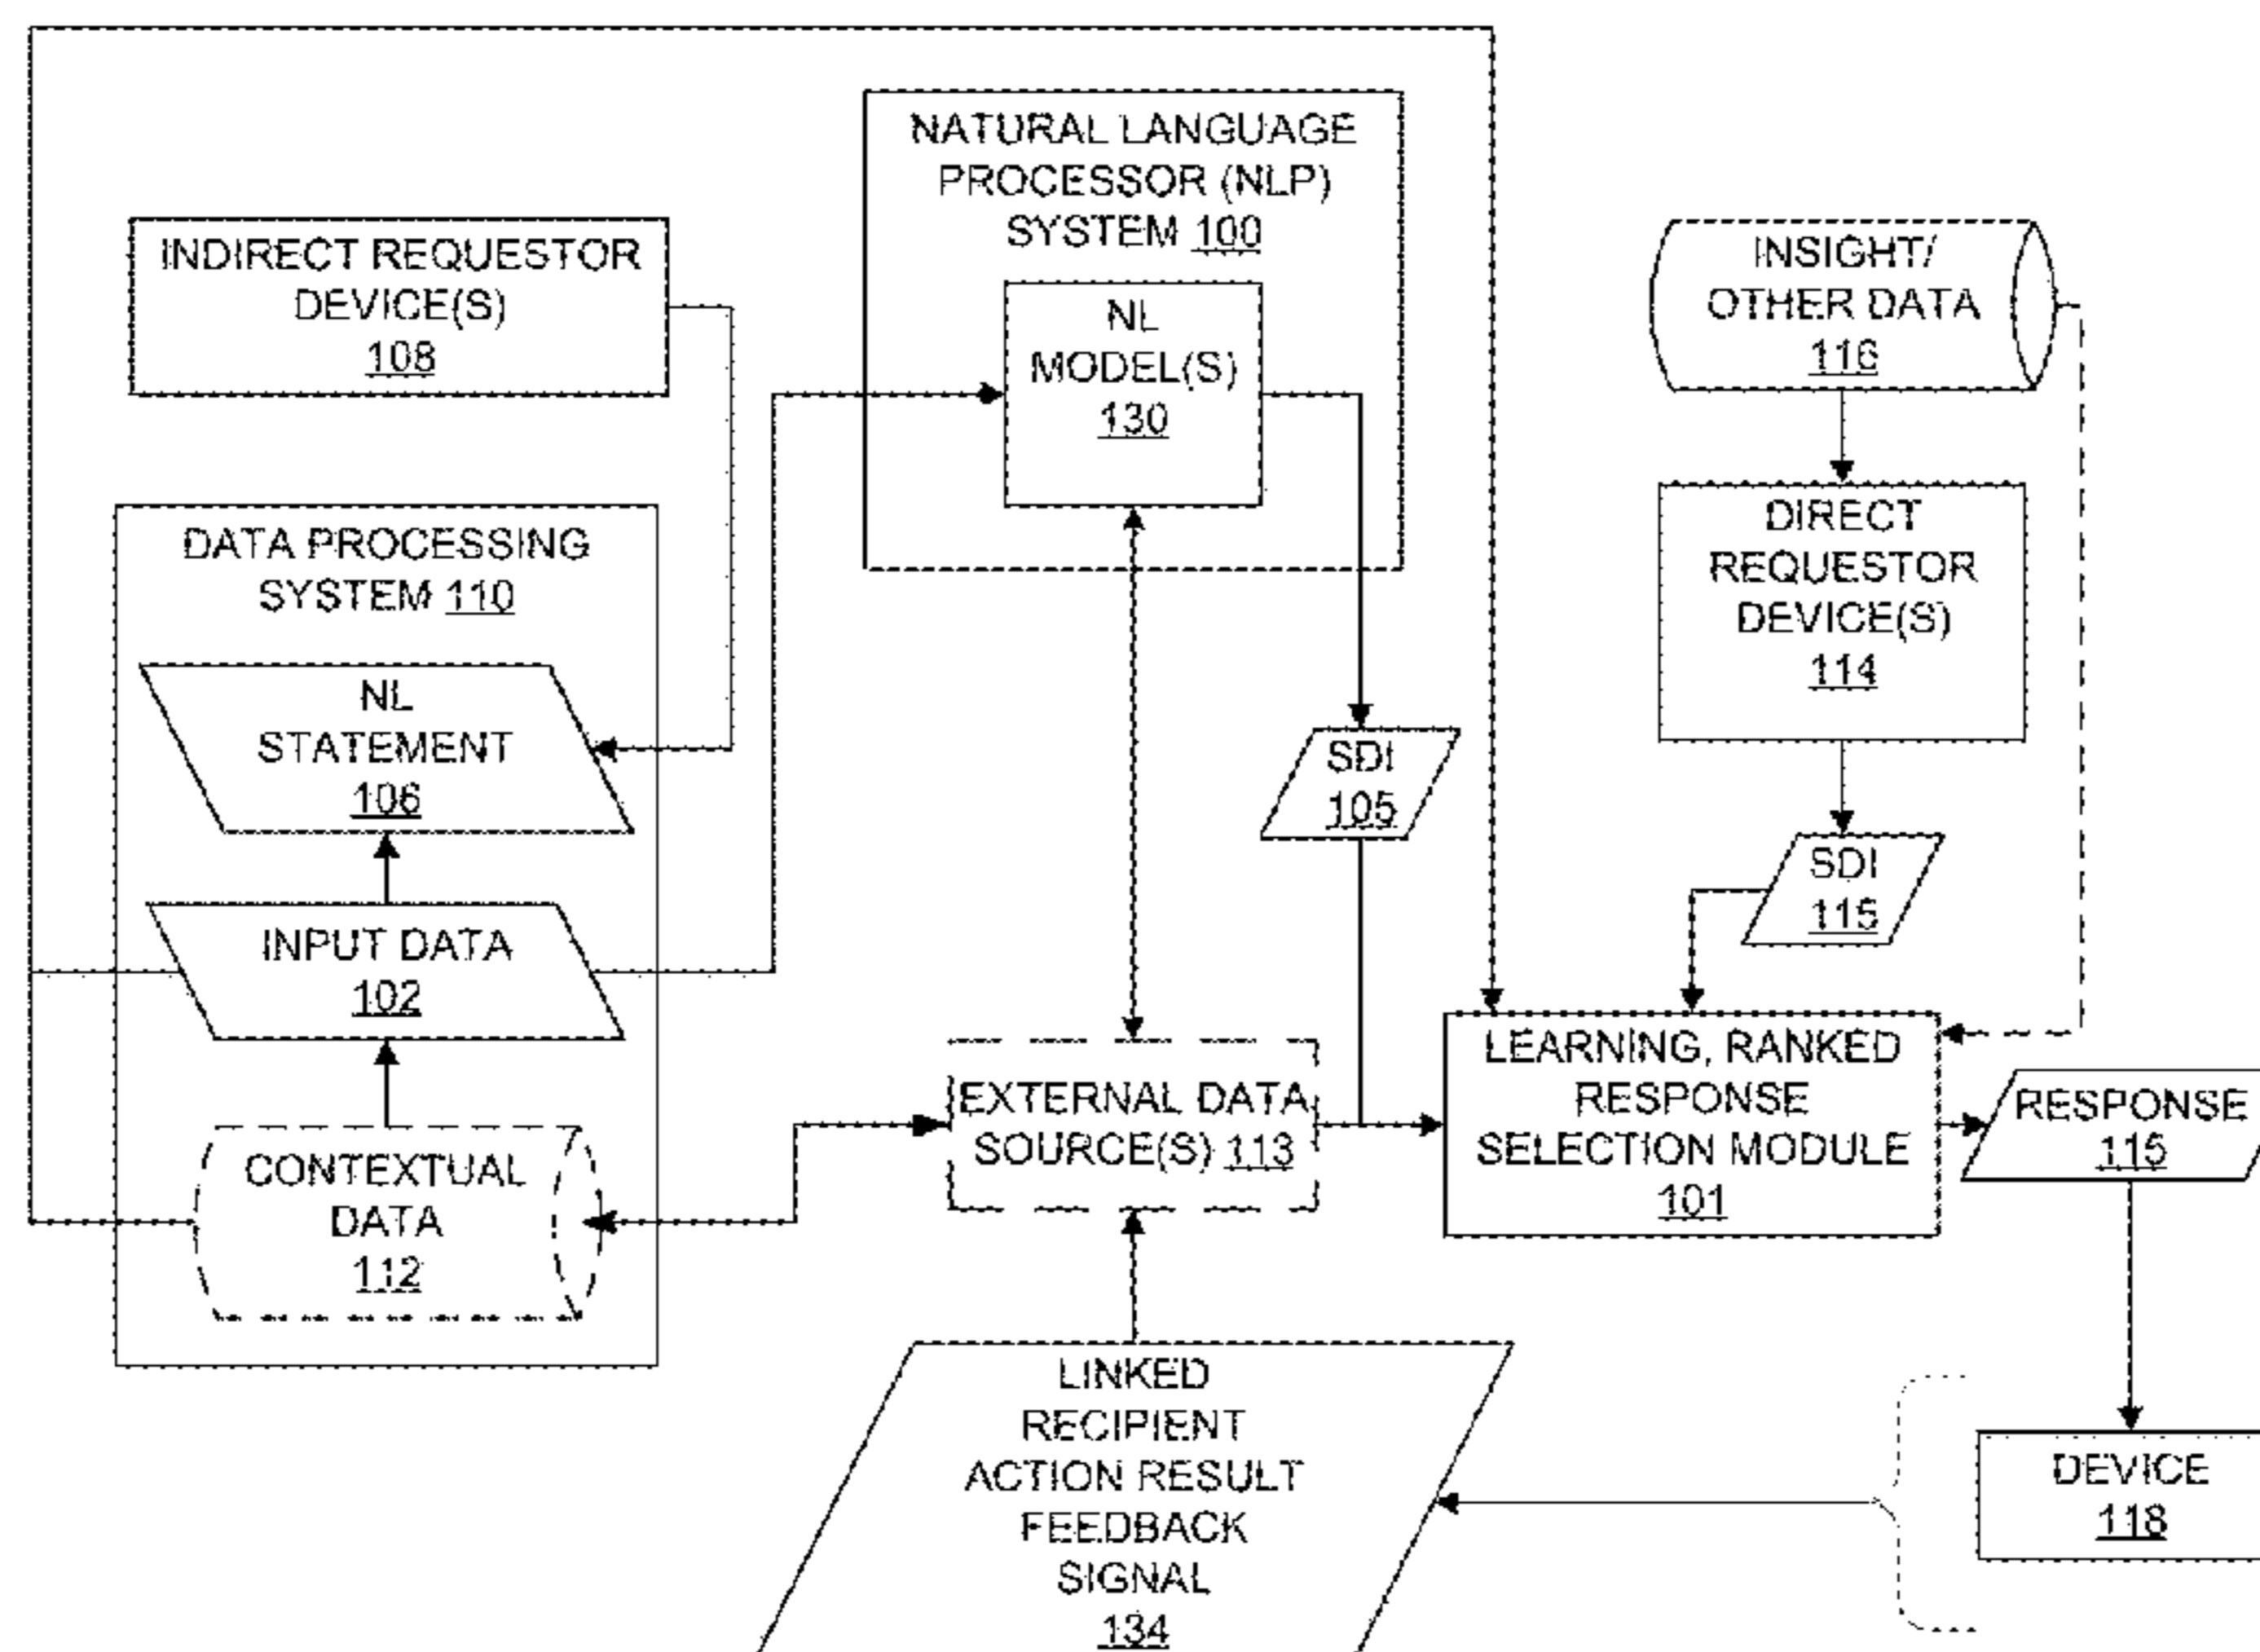 NATURAL LANGUAGE
PROCESSOR (NLP)
SYSTEM 100
INDIRECT REQUESTOR
DEVICE(S)
108
NL
MODEL(S)
130
INSIGHT/
OTHER DATA
116
DATA PROCESSING
SYSTEM 110
DIRECT
REQUESTOR
DEVICE(S)
114
NL
STATEMENT
106
SDI
105
SDI
115
INPUT DATA
102
LEARNING, RANKED
RESPONSE
SELECTION MODULE
101
EXTERNAL DATA
SOURCE(S) 113
RESPONSE
115
CONTEXTUAL
DATA
112
LINKED
RECIPIENT
ACTION RESULT
FEEDBACK
SIGNAL
134
DEVICE
118